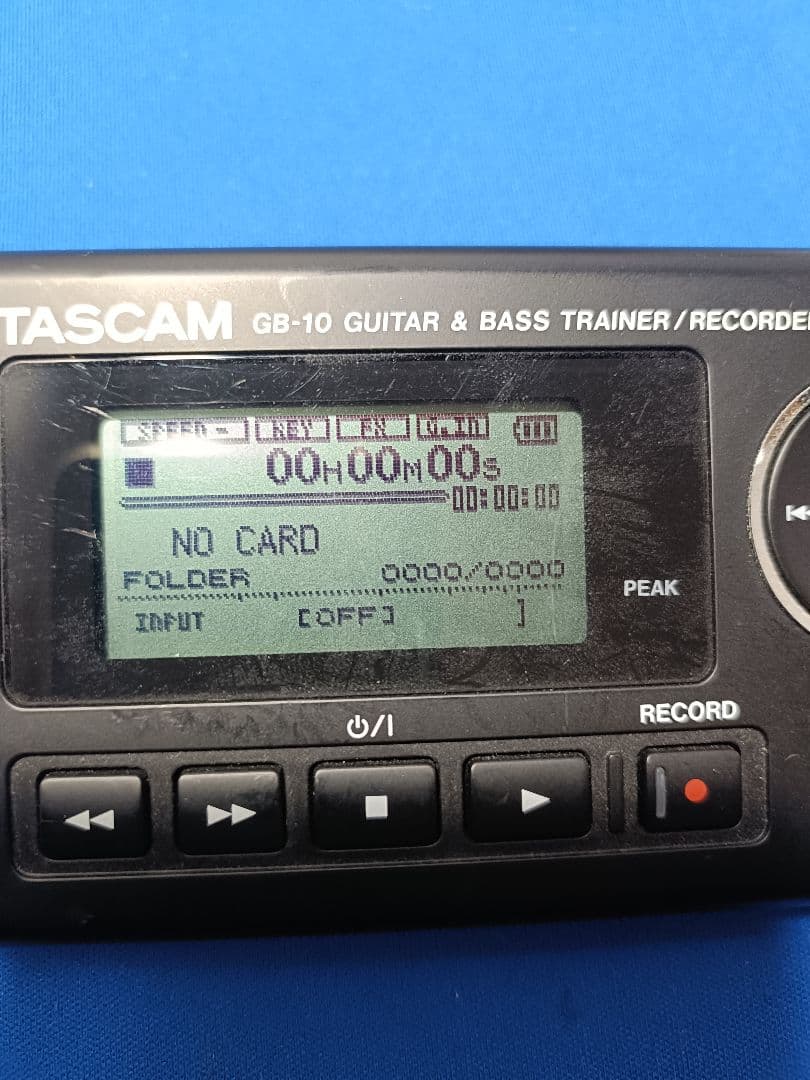 TASCAM GB-10 GUITAR & BASS TRAINER/RECORDER
SPEED KEY FX G.IN
00H00M00S
00:00:00
NO CARD
FOLDER 0000/0000
INPUT [OFF] ]
PEAK
RECORD